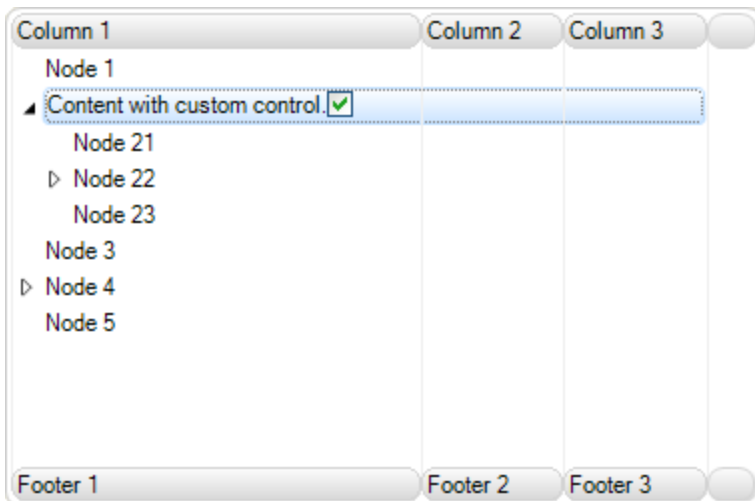 Column 1 Column 2 Column 3
Node 1
Content with custom control.
Node 21
Node 22
Node 23
Node 3
Node 4
Node 5
Footer 1 Footer 2 Footer 3